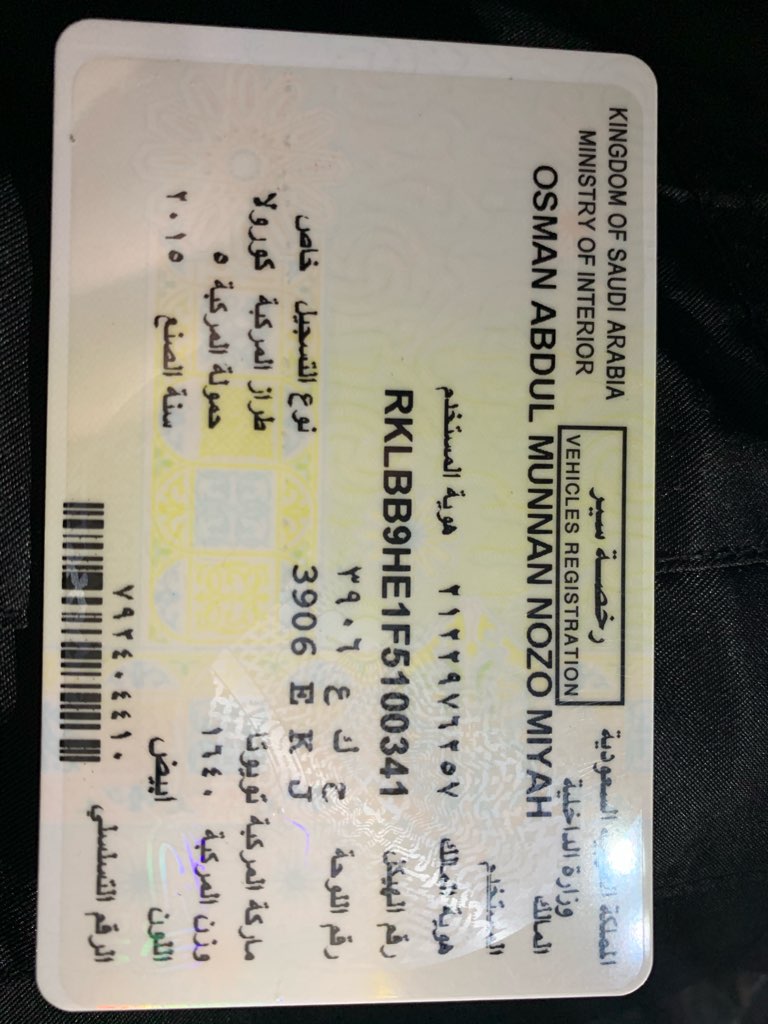 KINGDOM OF SAUDI ARABIA
MINISTRY OF INTERIOR
رخصة سير
VEHICLES REGISTRATION
المملكة السعودية
وزارة الداخلية
المالك
OSMAN ABDUL MUNNAN NOZO MIYAH
المستخدم
هوية المالك ٢١٢٢٩٧٦٢٥٧ هوية المستخدم
رقم الهيكل RKLBB9HE1F5100341
رقم اللوحة ح ك ع ٣٩٠٦
3906 E K J
نوع التسجيل خاص
ماركة المركبة تويوتا
طراز المركبة كورولا
وزن المركبة ١٦٤٠
حمولة المركبة ٥
اللون ابيض
سنة الصنع ٢٠١٥
الرقم التسلسلي ٧٩٢٤٠٤٤١٠